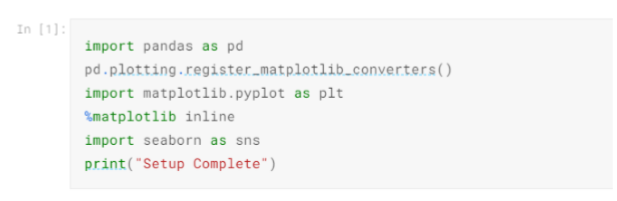 In [1]:
import pandas as pd
pd.plotting.register_matplotlib_converters()
import matplotlib.pyplot as plt
%matplotlib inline
import seaborn as sns
print("Setup Complete")